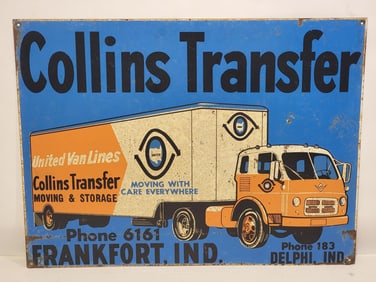 Collins Transfer
United Van Lines
Collins Transfer
MOVING & STORAGE
MOVING WITH
CARE EVERYWHERE
Phone 6161
FRANKFORT, IND.
Phone 183
DELPHI, IND.